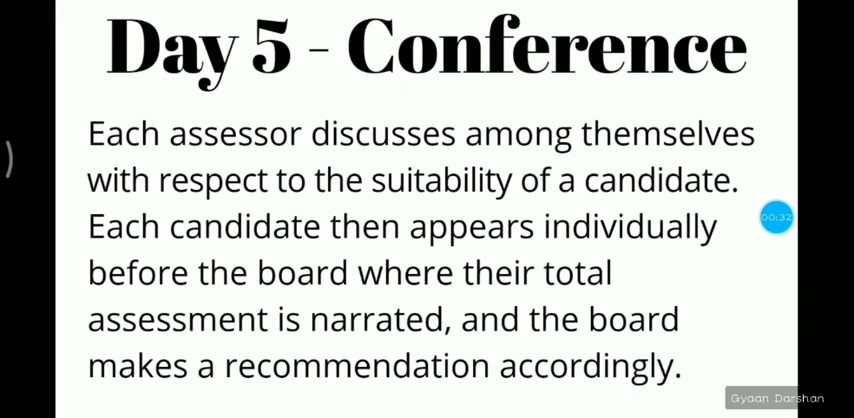 Day 5 - Conference
Each assessor discusses among themselves
with respect to the suitability of a candidate.
Each candidate then appears individually
before the board where their total
assessment is narrated, and the board
makes a recommendation accordingly.
00:32
Gyaan Darshan